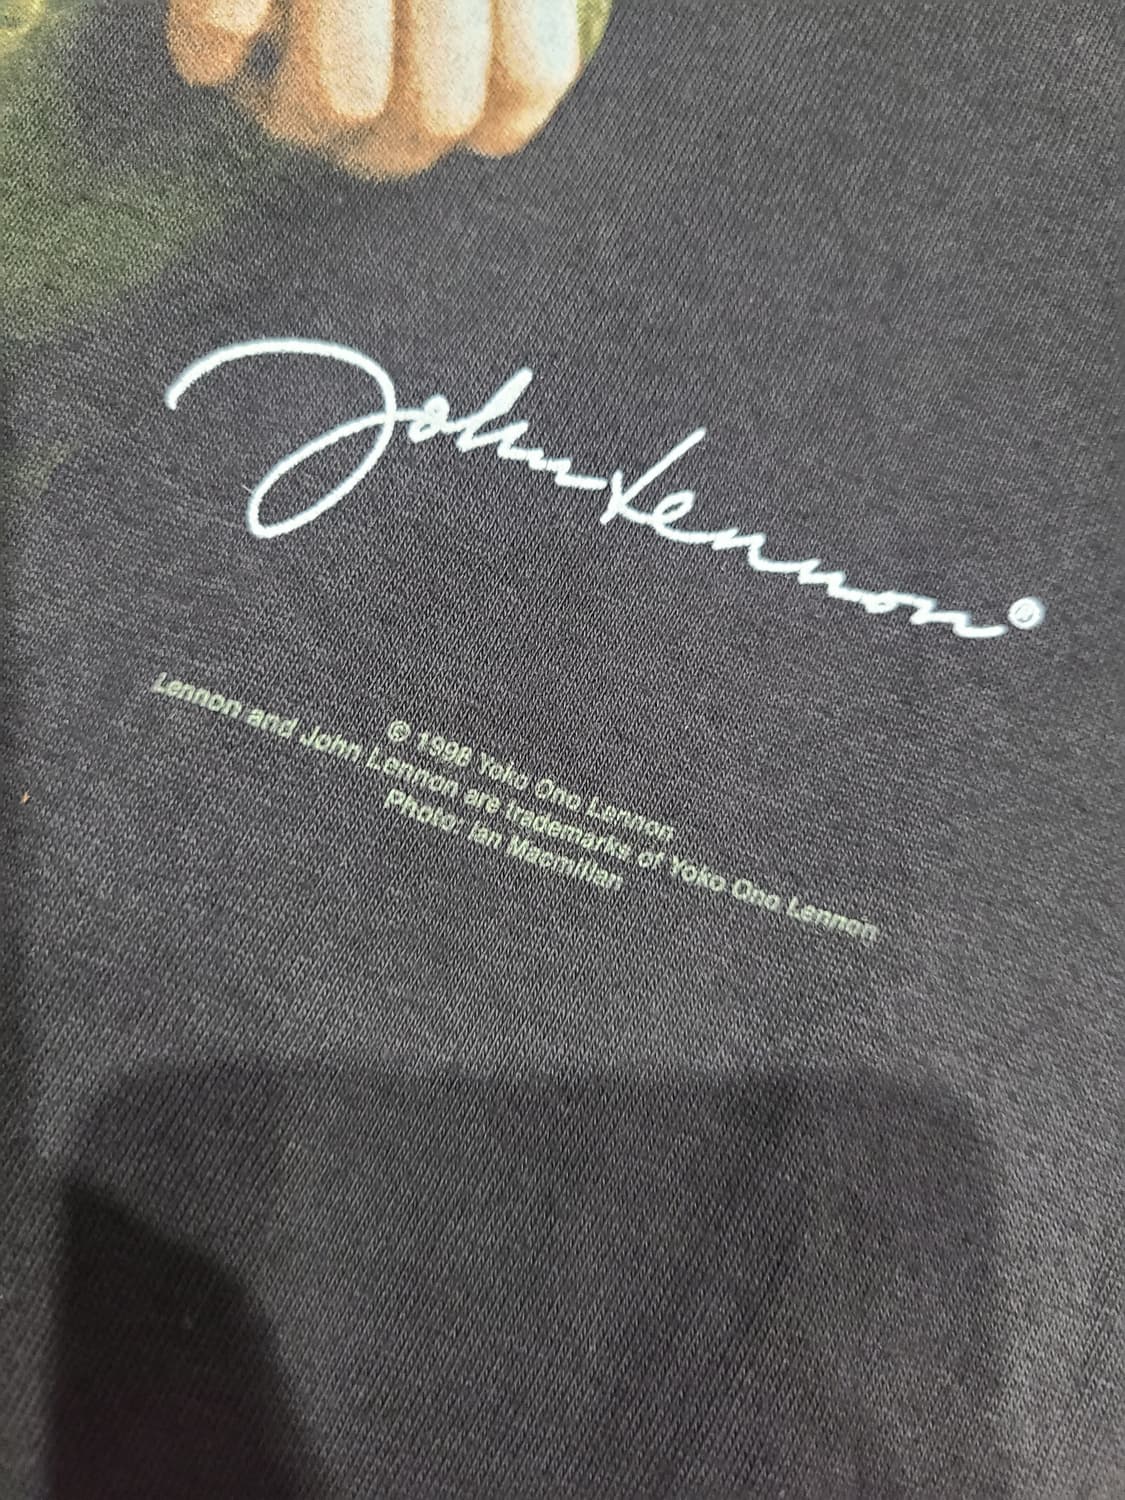 John Lennon®
© 1998 Yoko Ono Lennon
Lennon and John Lennon are trademarks of Yoko Ono Lennon
Photo: Ian Macmillan